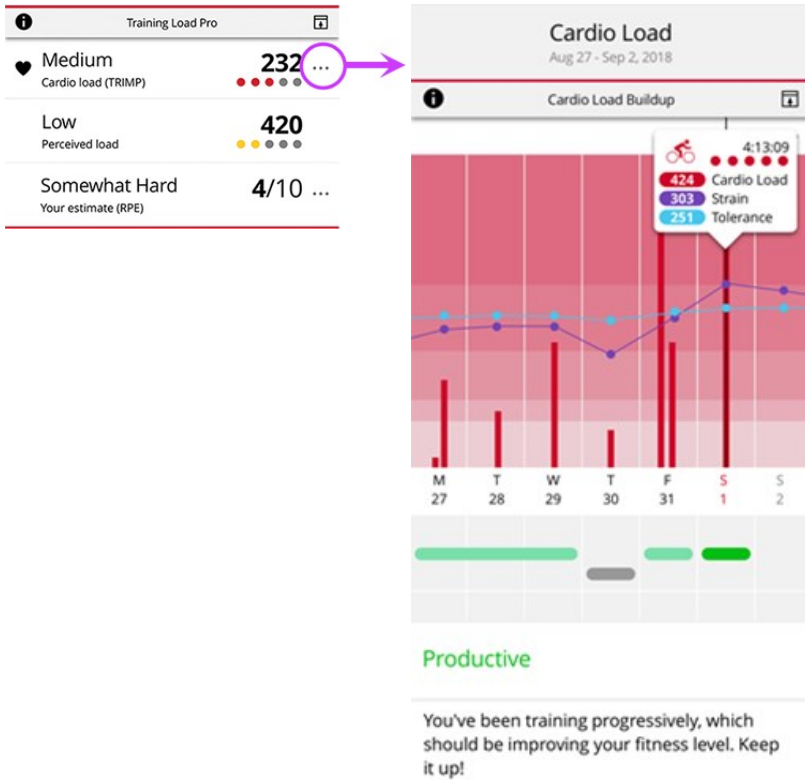 Training Load Pro
Medium 232 ...
Cardio load (TRIMP)
Low 420
Perceived load
Somewhat Hard 4/10 ...
Your estimate (RPE)
Cardio Load
Aug 27 - Sep 2, 2018
Cardio Load Buildup
4:13:09
424 Cardio Load
303 Strain
251 Tolerance
M T W T F S S
27 28 29 30 31 1 2
Productive
You've been training progressively, which
should be improving your fitness level. Keep
it up!